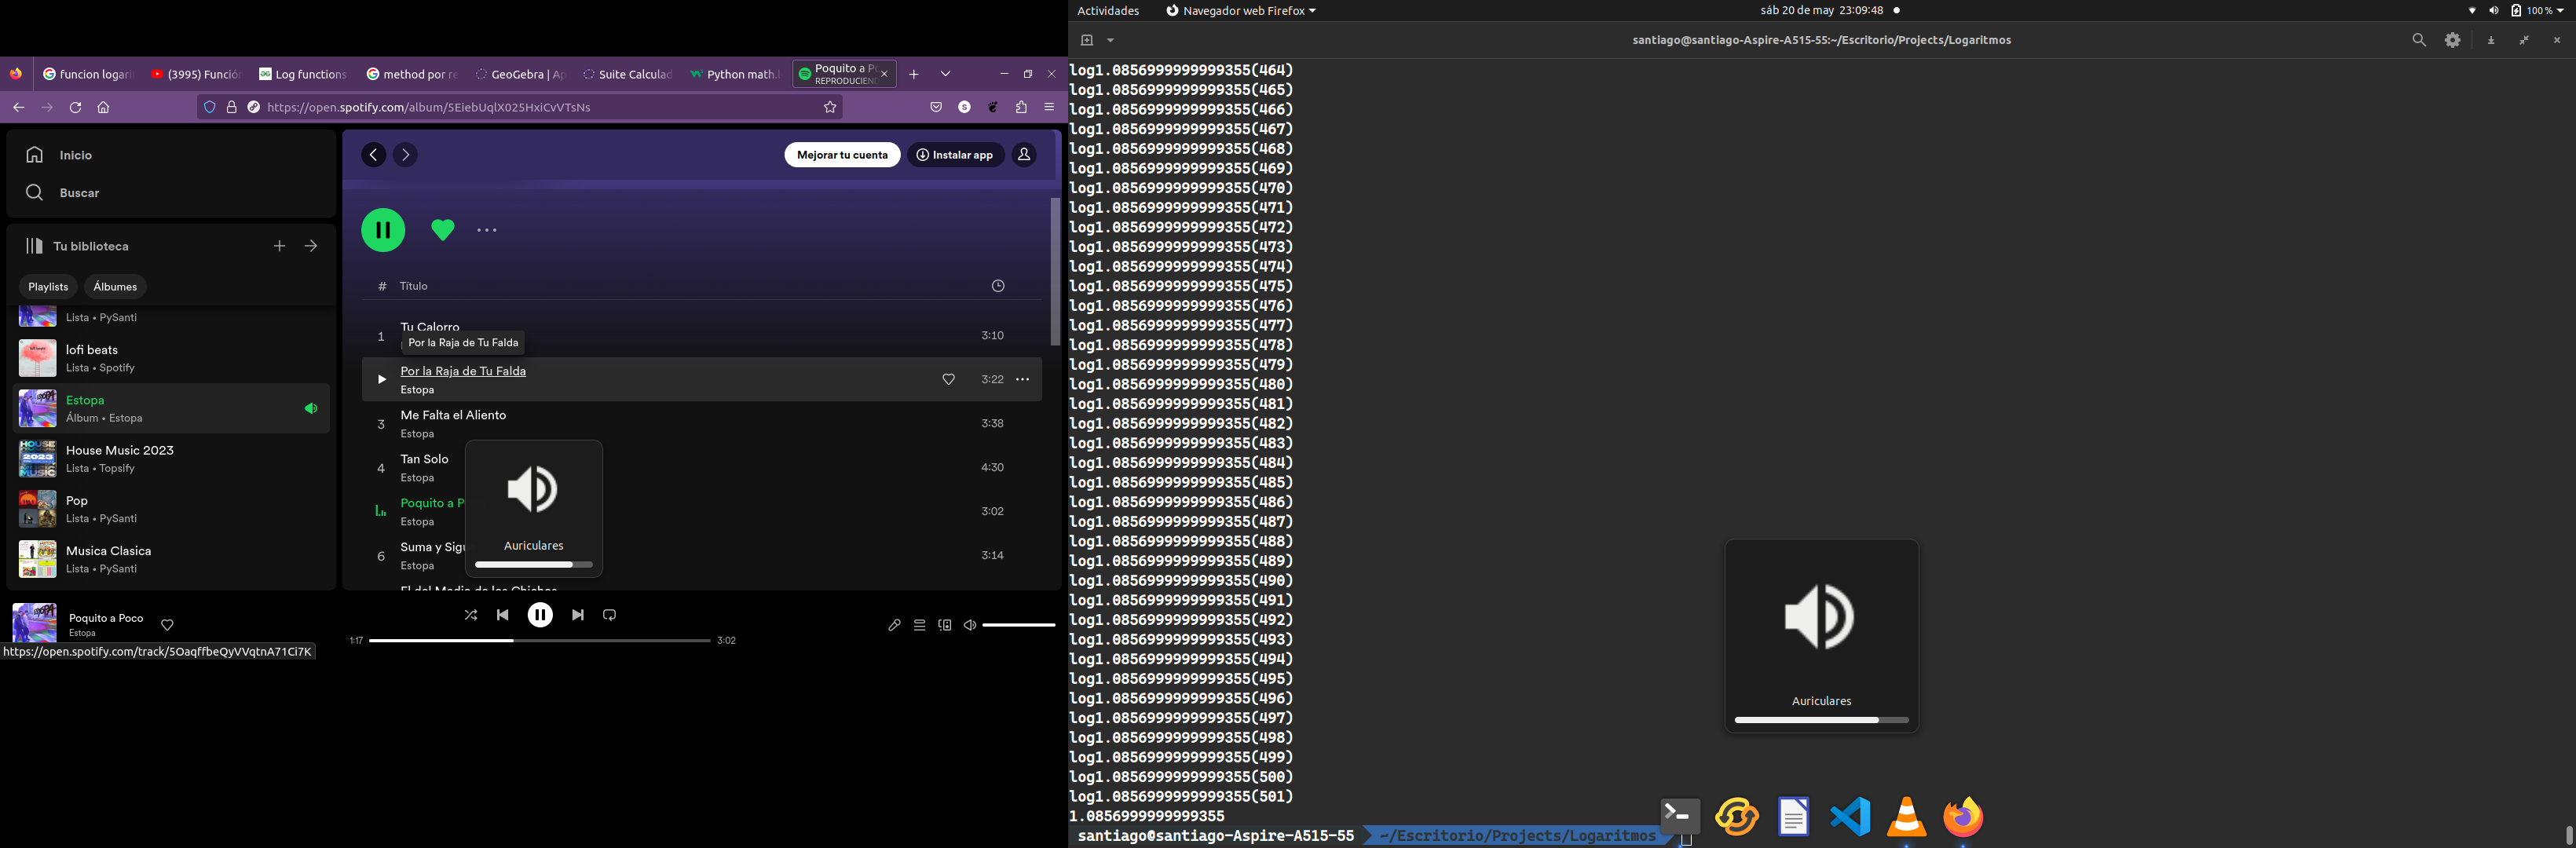 Actividades
Navegador web Firefox
sáb 20 de may 23:09:48
100 %
funcion logari
(3995) Funció
Log functions
method por re
GeoGebra | Ap
Suite Calculad
Python math.l
Poquito a Po
REPRODUCIEND
https://open.spotify.com/album/5EiebUqlX025HxiCvVTsNs
Inicio
Buscar
Tu biblioteca
Playlists
Álbumes
Lista • PySanti
lofi beats
Lista • Spotify
Estopa
Álbum • Estopa
House Music 2023
Lista • Topsify
Pop
Lista • PySanti
Musica Clasica
Lista • PySanti
Mejorar tu cuenta
Instalar app
# Título
1 Tu Calorro 3:10
Por la Raja de Tu Falda
Por la Raja de Tu Falda 3:22
Estopa
3 Me Falta el Aliento 3:38
Estopa
4 Tan Solo 4:30
Estopa
Poquito a P 3:02
Estopa
6 Suma y Sigu 3:14
Estopa
El del Medio de los Chichos
Auriculares
Poquito a Poco
Estopa
1:17
3:02
https://open.spotify.com/track/5OaqffbeQyVVqtnA71Ci7K
santiago@santiago-Aspire-A515-55:~/Escritorio/Projects/Logaritmos
log1.0856999999999355(464)
log1.0856999999999355(465)
log1.0856999999999355(466)
log1.0856999999999355(467)
log1.0856999999999355(468)
log1.0856999999999355(469)
log1.0856999999999355(470)
log1.0856999999999355(471)
log1.0856999999999355(472)
log1.0856999999999355(473)
log1.0856999999999355(474)
log1.0856999999999355(475)
log1.0856999999999355(476)
log1.0856999999999355(477)
log1.0856999999999355(478)
log1.0856999999999355(479)
log1.0856999999999355(480)
log1.0856999999999355(481)
log1.0856999999999355(482)
log1.0856999999999355(483)
log1.0856999999999355(484)
log1.0856999999999355(485)
log1.0856999999999355(486)
log1.0856999999999355(487)
log1.0856999999999355(488)
log1.0856999999999355(489)
log1.0856999999999355(490)
log1.0856999999999355(491)
log1.0856999999999355(492)
log1.0856999999999355(493)
log1.0856999999999355(494)
log1.0856999999999355(495)
log1.0856999999999355(496)
log1.0856999999999355(497)
log1.0856999999999355(498)
log1.0856999999999355(499)
log1.0856999999999355(500)
log1.0856999999999355(501)
1.0856999999999355
santiago@santiago-Aspire-A515-55 ~/Escritorio/Projects/Logaritmos
Auriculares